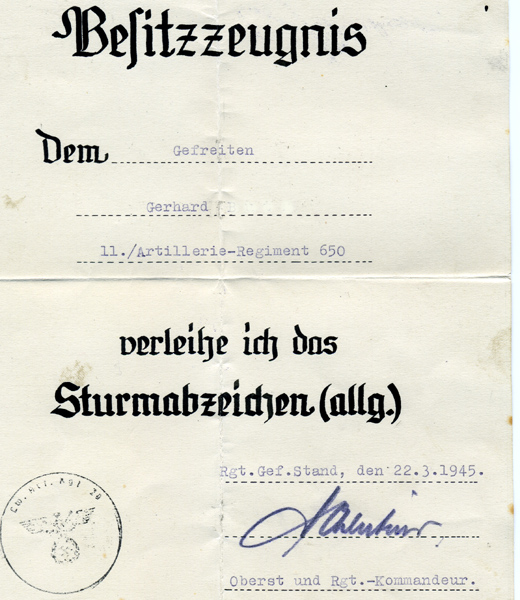 Besitzzeugnis
Dem Gefreiten
Gerhard
11./Artillerie-Regiment 650
verleihe ich das
Sturmabzeichen (allg.)
Rgt.Gef.Stand, den 22.3.1945.
Oberst und Rgt.-Kommandeur.